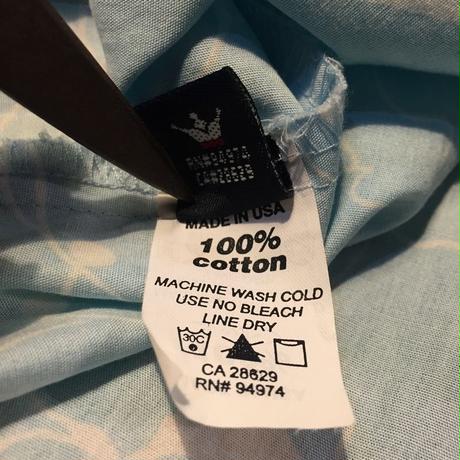 MADE IN USA
100%
cotton
MACHINE WASH COLD
USE NO BLEACH
LINE DRY
30C
CA 28629
RN# 94974